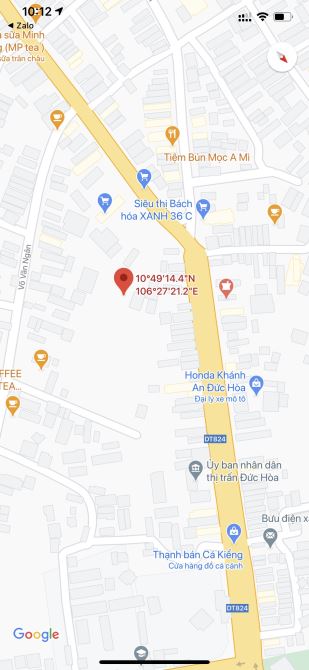 10:12
◀ Zalo
sữa Minh
g (MP tea )
sữa trân châu
Tiệm Bún Mọc A Mi
Siêu thị Bách
hóa XANH 36 C
Võ Văn Ngân
10°49'14.4"N
106°27'21.2"E
Honda Khánh
An Đức Hòa
Đại lý xe mô tô
FFEE
TEA...
DT824
Ủy ban nhân dân
thị trấn Đức Hòa
Bưu điện x
Thanh bán Cá Kiểng
Cửa hàng đồ cá cảnh
DT824
Google